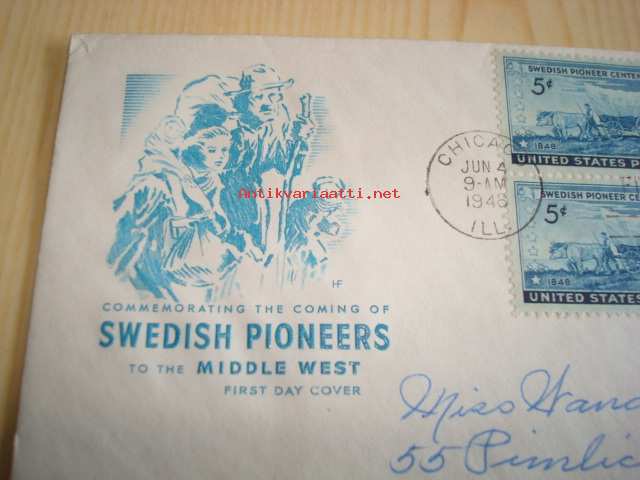 SWEDISH PIONEER CENTE
5¢
1848
UNITED STATES P
CHICAGO
JUN 4
9-AM
1948
ILL.
SWEDISH PIONEER CENTE
5¢
1848
UNITED STATES
Antikvariaatti.net
HF
COMMEMORATING THE COMING OF
SWEDISH PIONEERS
TO THE MIDDLE WEST
FIRST DAY COVER
Miss Wand
55 Pimlic